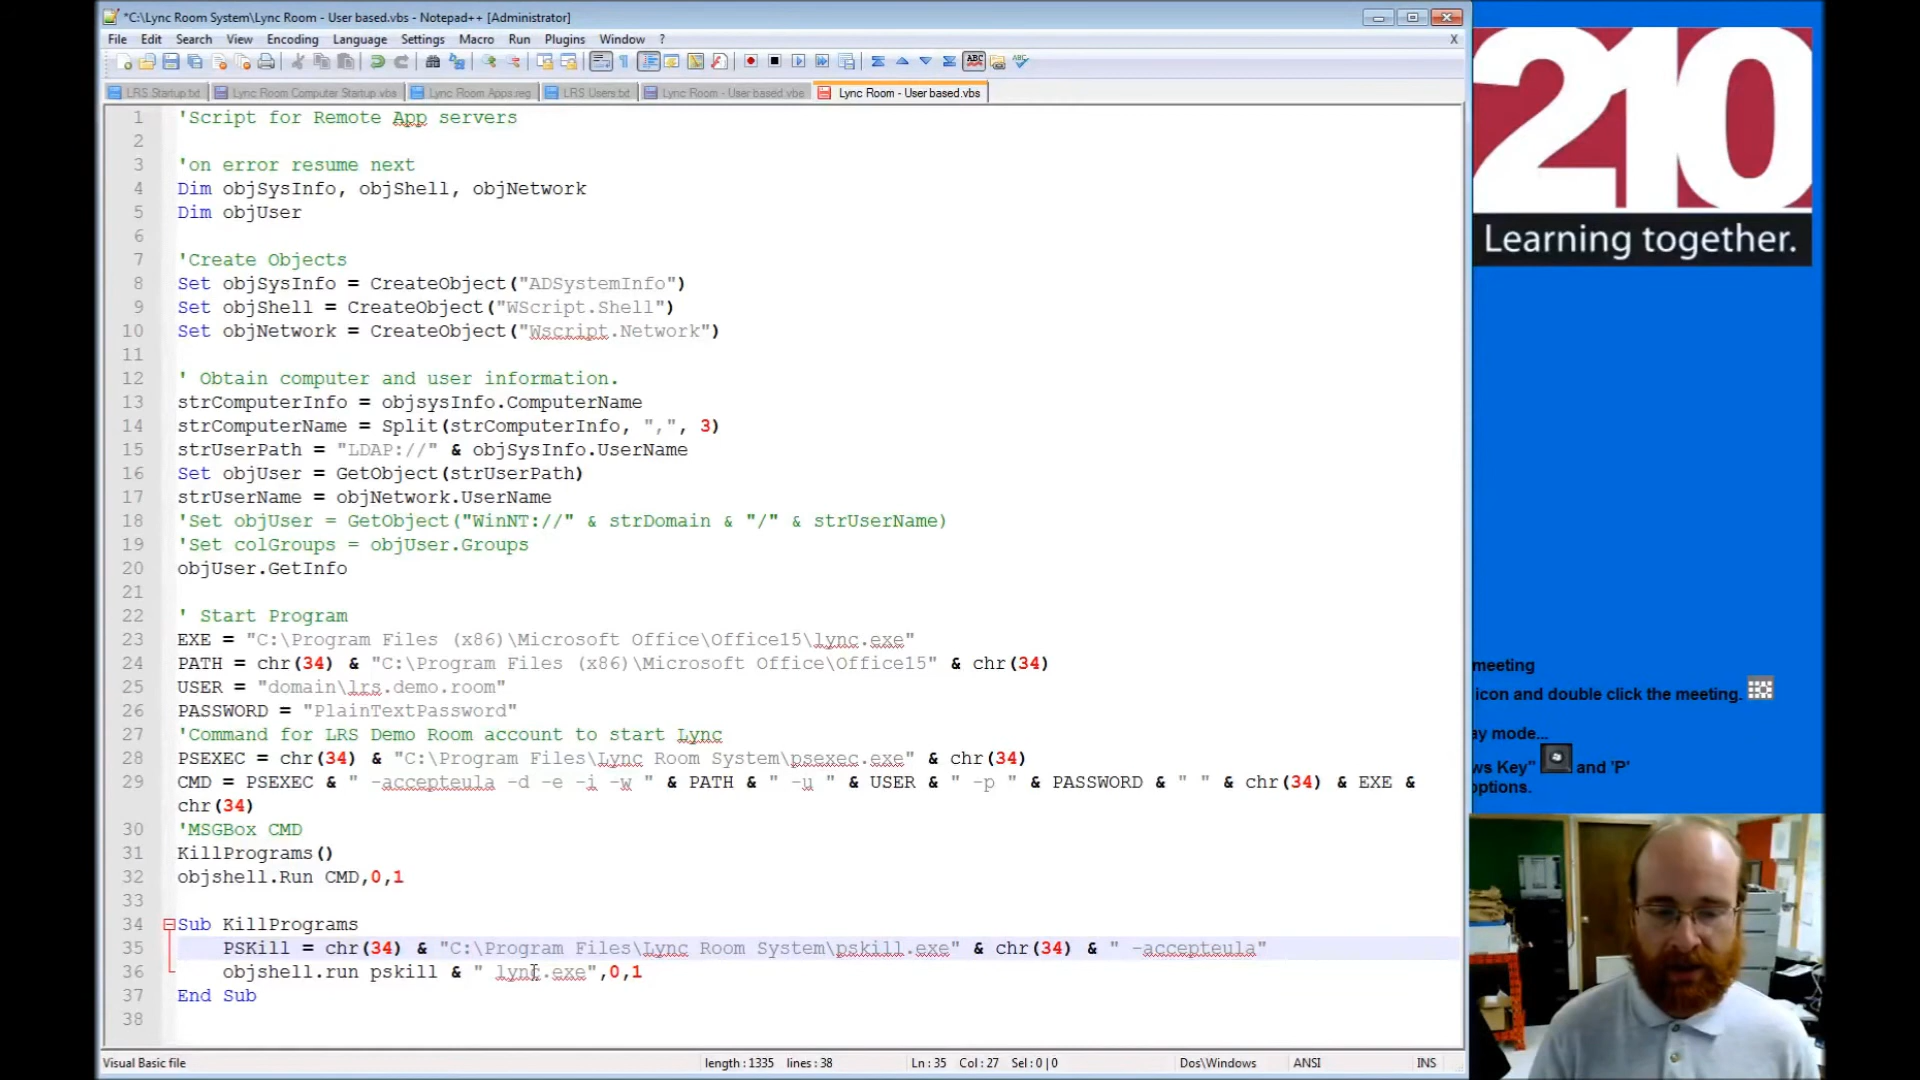 *C:\Lync Room System\Lync Room - User based.vbs - Notepad++ [Administrator]
File Edit Search View Encoding Language Settings Macro Run Plugins Window ? X
LRS Startup.txt Lync Room Computer Startup.vbs Lync Room Apps.reg LRS Users.txt Lync Room - User based.vbe Lync Room - User based.vbs
1 'Script for Remote App servers
2
3 'on error resume next
4 Dim objSysInfo, objShell, objNetwork
5 Dim objUser
6
7 'Create Objects
8 Set objSysInfo = CreateObject("ADSystemInfo")
9 Set objShell = CreateObject("WScript.Shell")
10 Set objNetwork = CreateObject("Wscript.Network")
11
12 ' Obtain computer and user information.
13 strComputerInfo = objsysInfo.ComputerName
14 strComputerName = Split(strComputerInfo, ",", 3)
15 strUserPath = "LDAP://" & objSysInfo.UserName
16 Set objUser = GetObject(strUserPath)
17 strUserName = objNetwork.UserName
18 'Set objUser = GetObject("WinNT://" & strDomain & "/" & strUserName)
19 'Set colGroups = objUser.Groups
20 objUser.GetInfo
21
22 ' Start Program
23 EXE = "C:\Program Files (x86)\Microsoft Office\Office15\lync.exe"
24 PATH = chr(34) & "C:\Program Files (x86)\Microsoft Office\Office15" & chr(34)
25 USER = "domain\lrs.demo.room"
26 PASSWORD = "PlainTextPassword"
27 'Command for LRS Demo Room account to start Lync
28 PSEXEC = chr(34) & "C:\Program Files\Lync Room System\psexec.exe" & chr(34)
29 CMD = PSEXEC & " -accepteula -d -e -i -w " & PATH & " -u " & USER & " -p " & PASSWORD & " " & chr(34) & EXE &
chr(34)
30 'MSGBox CMD
31 KillPrograms()
32 objshell.Run CMD,0,1
33
34 Sub KillPrograms
35 PSKill = chr(34) & "C:\Program Files\Lync Room System\pskill.exe" & chr(34) & " -accepteula"
36 objshell.run pskill & " lync.exe",0,1
37 End Sub
38
Visual Basic file length : 1335 lines : 38 Ln : 35 Col : 27 Sel : 0 | 0 Dos\Windows ANSI INS
210
Learning together.
meeting
icon and double click the meeting.
ay mode...
ws Key" and 'P'
options.